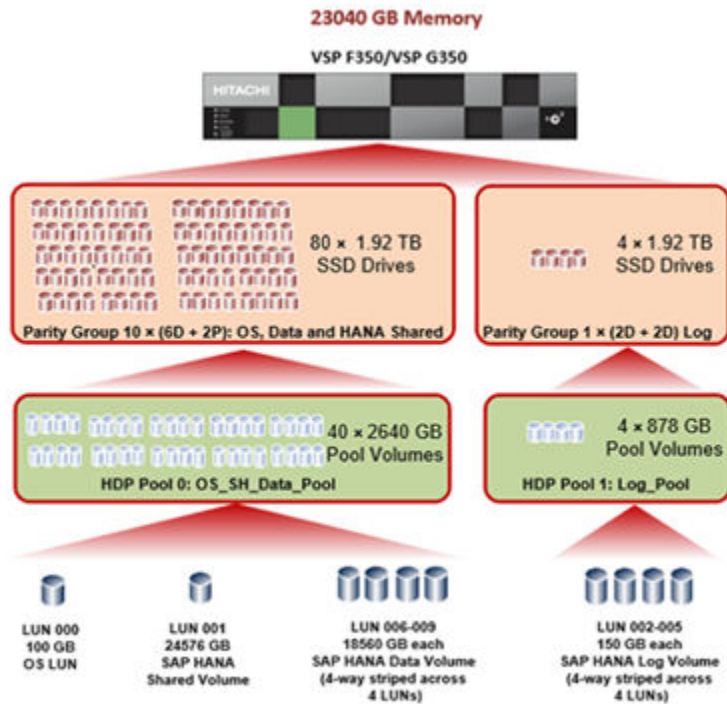 23040 GB Memory
VSP F350/VSP G350
HITACHI
80 × 1.92 TB
SSD Drives
Parity Group 10 × (6D + 2P): OS, Data and HANA Shared
4 × 1.92 TB
SSD Drives
Parity Group 1 × (2D + 2D) Log
40 × 2640 GB
Pool Volumes
HDP Pool 0: OS_SH_Data_Pool
4 × 878 GB
Pool Volumes
HDP Pool 1: Log_Pool
LUN 000
100 GB
OS LUN
LUN 001
24576 GB
SAP HANA
Shared Volume
LUN 006-009
18560 GB each
SAP HANA Data Volume
(4-way striped across
4 LUNs)
LUN 002-005
150 GB each
SAP HANA Log Volume
(4-way striped across
4 LUNs)